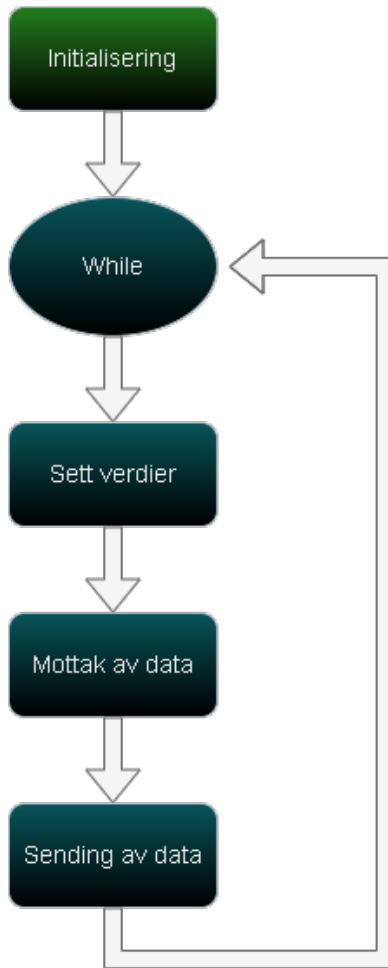 Initialisering
While
Sett verdier
Mottak av data
Sending av data